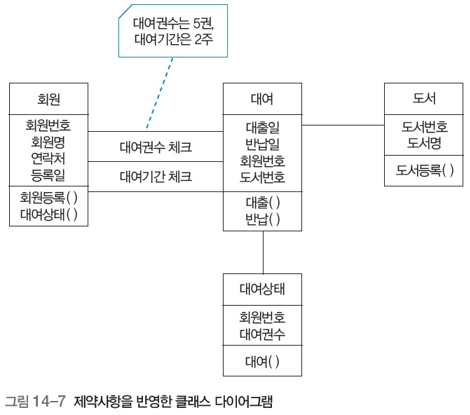 대여권수는 5권,
대여기간은 2주
회원
회원번호
회원명
연락처
등록일
회원등록( )
대여상태( )
대여권수 체크
대여기간 체크
대여
대출일
반납일
회원번호
도서번호
대출( )
반납( )
도서
도서번호
도서명
도서등록( )
대여상태
회원번호
대여권수
대여( )
그림 14-7 제약사항을 반영한 클래스 다이어그램